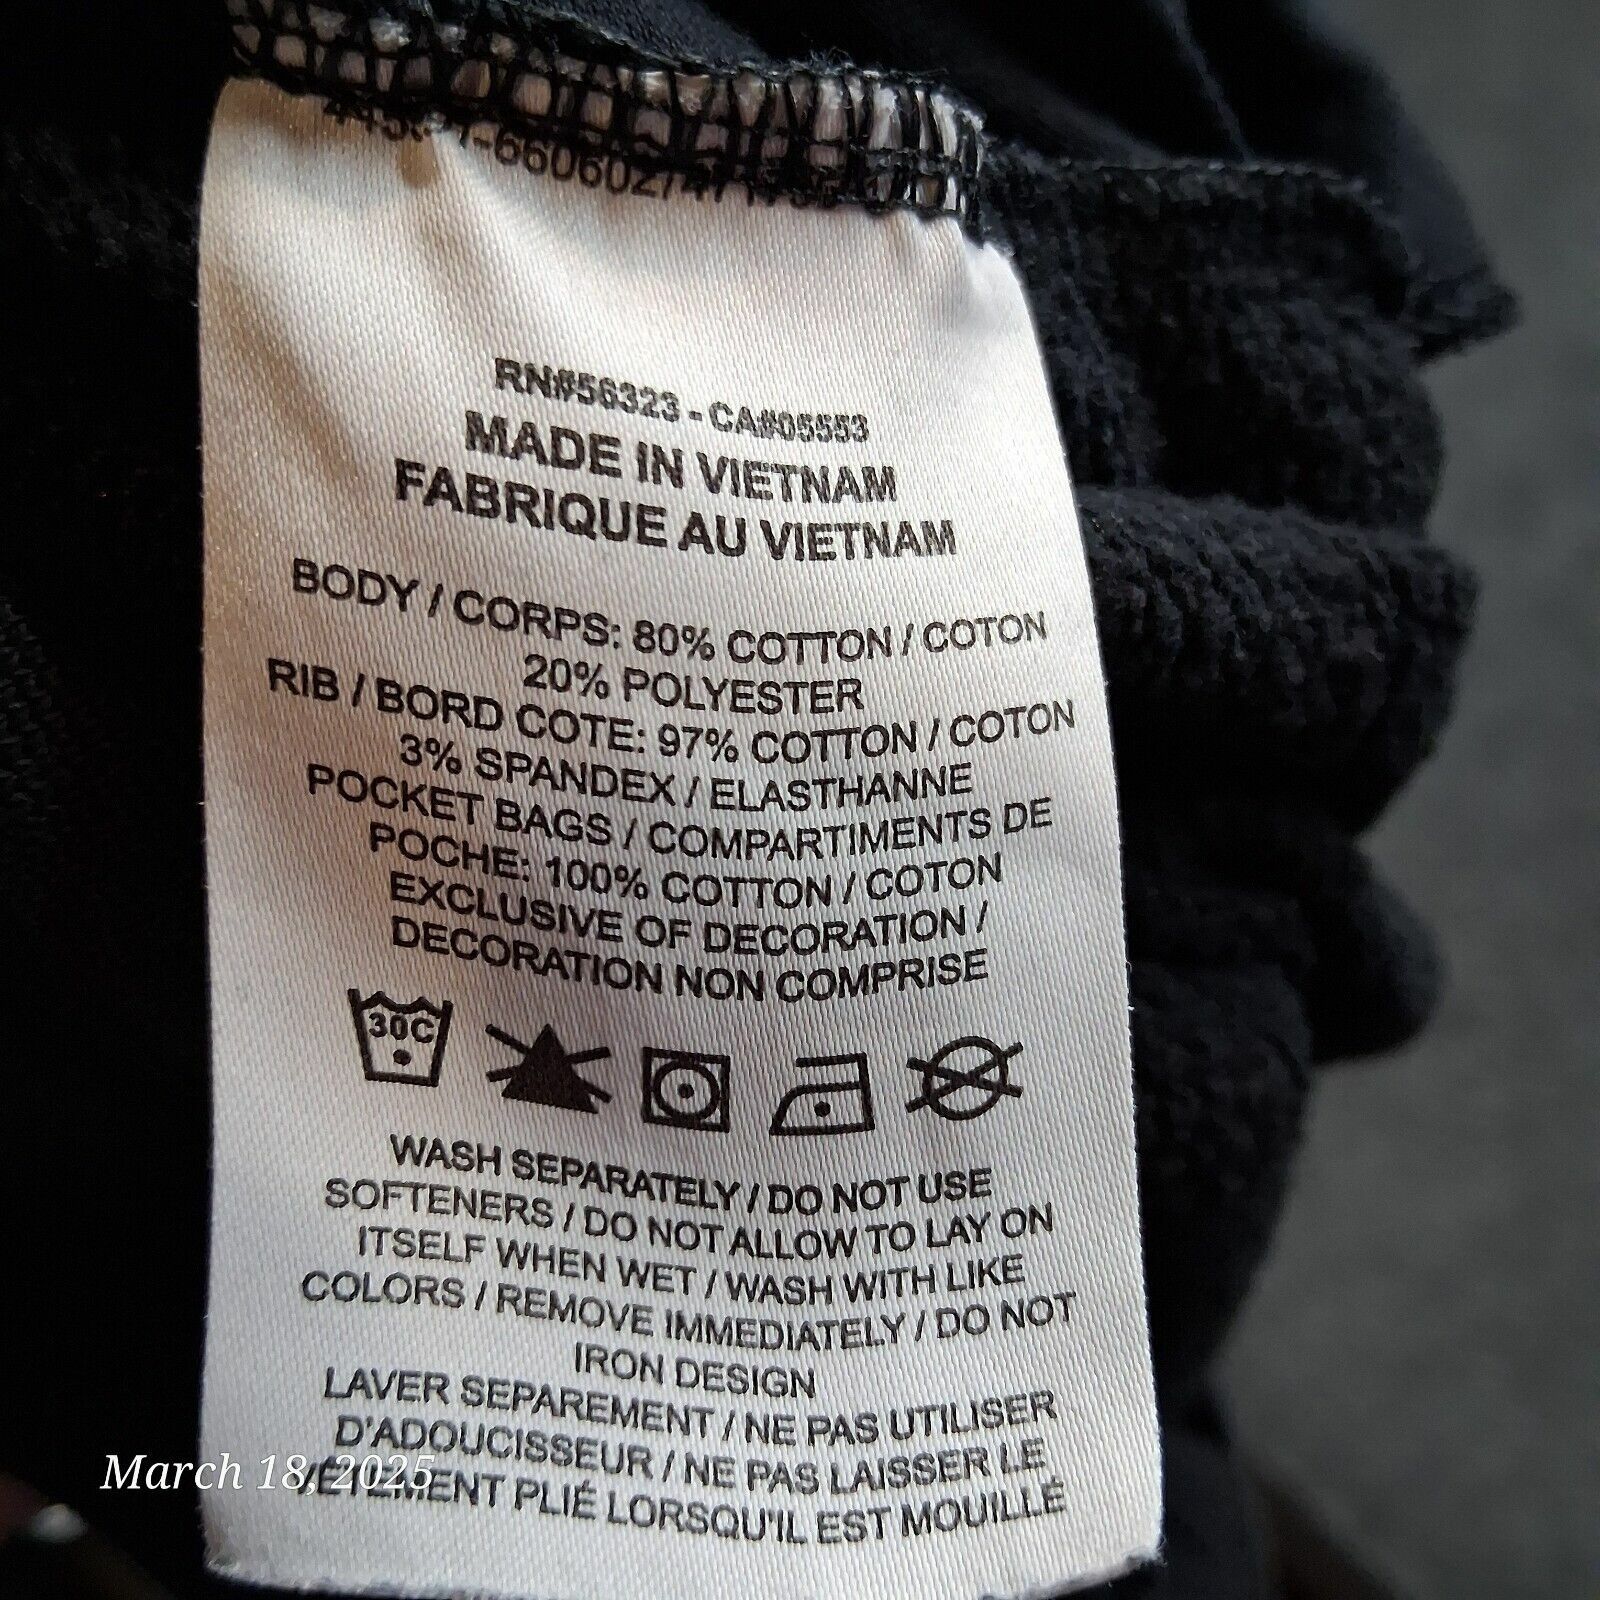 RN#56323 - CA#05553
MADE IN VIETNAM
FABRIQUE AU VIETNAM
BODY / CORPS: 80% COTTON / COTON
20% POLYESTER
RIB / BORD COTE: 97% COTTON / COTON
3% SPANDEX / ELASTHANNE
POCKET BAGS / COMPARTIMENTS DE
POCHE: 100% COTTON / COTON
EXCLUSIVE OF DECORATION /
DECORATION NON COMPRISE
30C
WASH SEPARATELY / DO NOT USE
SOFTENERS / DO NOT ALLOW TO LAY ON
ITSELF WHEN WET / WASH WITH LIKE
COLORS / REMOVE IMMEDIATELY / DO NOT
IRON DESIGN
LAVER SEPAREMENT / NE PAS UTILISER
D'ADOUCISSEUR / NE PAS LAISSER LE
VÊTEMENT PLIÉ LORSQU'IL EST MOUILLÉ
March 18, 2025